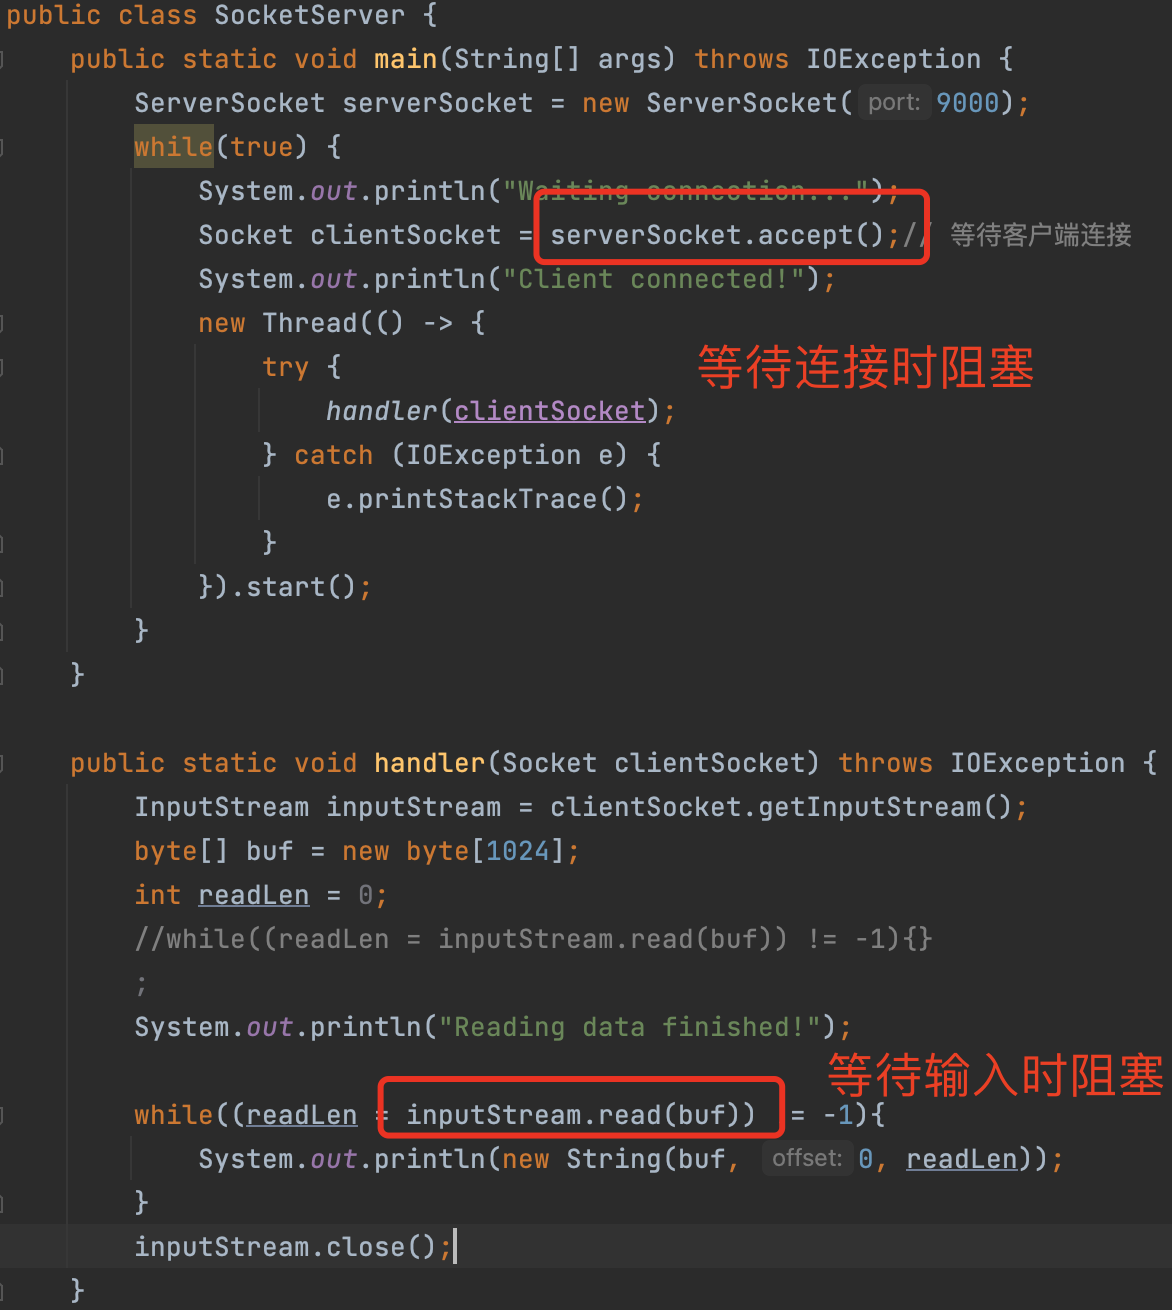 public class SocketServer {
public static void main(String[] args) throws IOException {
ServerSocket serverSocket = new ServerSocket( port: 9000);
while(true) {
System.out.println("Waiting connection...");
Socket clientSocket = serverSocket.accept();// 等待客户端连接
System.out.println("Client connected!");
new Thread(() -> {
try {
等待连接时阻塞
handler(clientSocket);
} catch (IOException e) {
e.printStackTrace();
}
}).start();
}
}
public static void handler(Socket clientSocket) throws IOException {
InputStream inputStream = clientSocket.getInputStream();
byte[] buf = new byte[1024];
int readLen = 0;
//while((readLen = inputStream.read(buf)) != -1){}
;
System.out.println("Reading data finished!");
等待输入时阻塞
while((readLen = inputStream.read(buf)) = -1){
System.out.println(new String(buf, offset: 0, readLen));
}
inputStream.close();
}